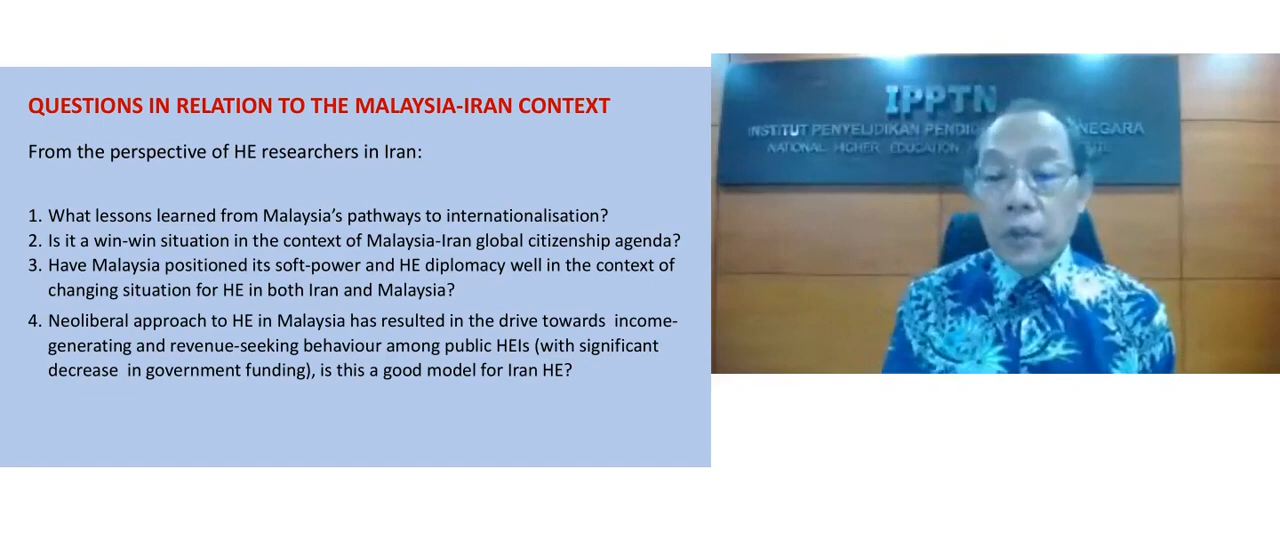 QUESTIONS IN RELATION TO THE MALAYSIA-IRAN CONTEXT
From the perspective of HE researchers in Iran:
1. What lessons learned from Malaysia's pathways to internationalisation?
2. Is it a win-win situation in the context of Malaysia-Iran global citizenship agenda?
3. Have Malaysia positioned its soft-power and HE diplomacy well in the context of
changing situation for HE in both Iran and Malaysia?
4. Neoliberal approach to HE in Malaysia has resulted in the drive towards income-
generating and revenue-seeking behaviour among public HEIs (with significant
decrease in government funding), is this a good model for Iran HE?
IPPTN
INSTITUT PENYELIDIKAN NEGARA
NATIONAL HIGHER EDUCATION